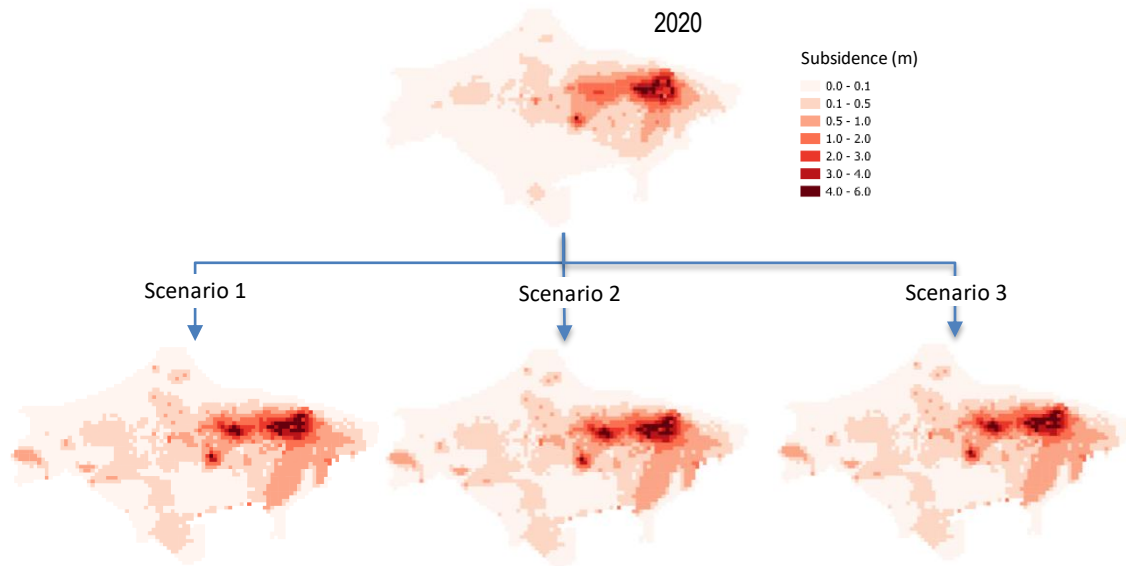 2020
Subsidence (m)
0.0 - 0.1
0.1 - 0.5
0.5 - 1.0
1.0 - 2.0
2.0 - 3.0
3.0 - 4.0
4.0 - 6.0
Scenario 1
Scenario 2
Scenario 3